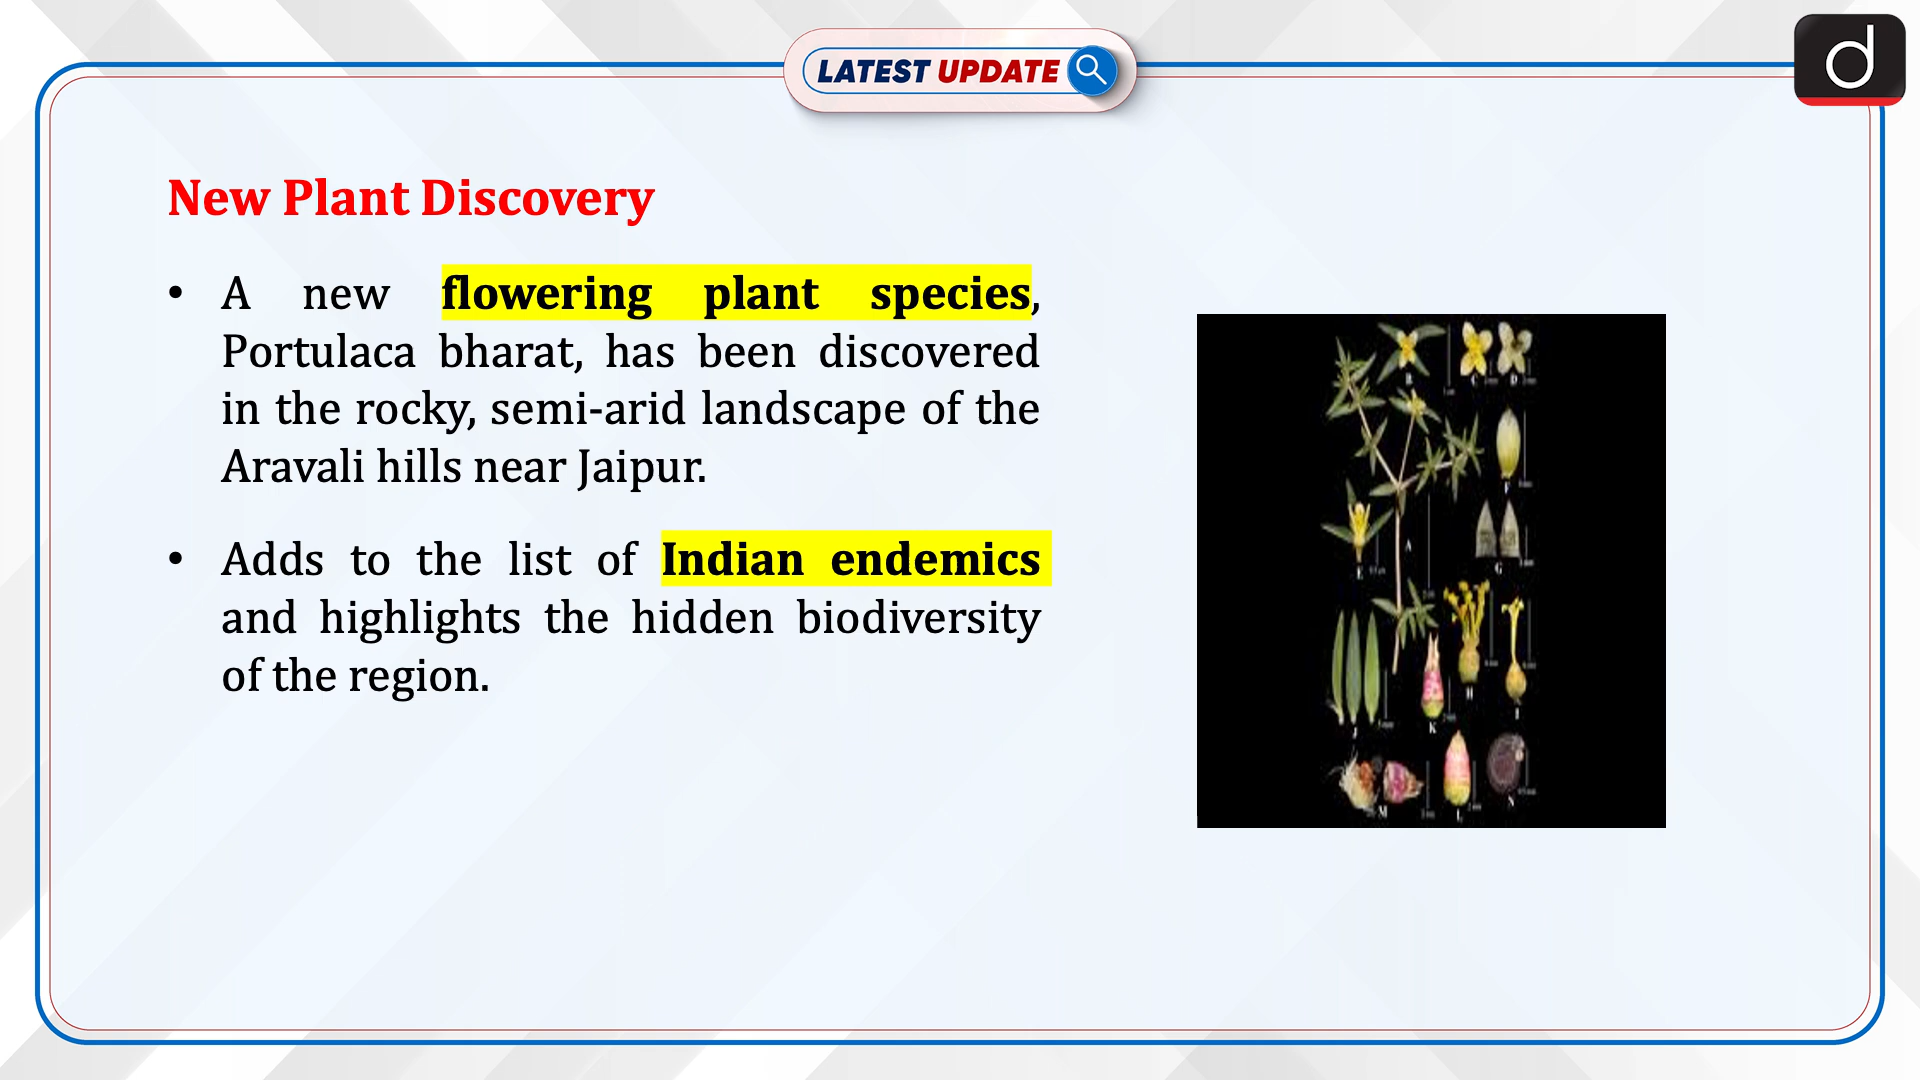 LATEST UPDATE
d
New Plant Discovery
• A new flowering plant species,
Portulaca bharat, has been discovered
in the rocky, semi-arid landscape of the
Aravali hills near Jaipur.
• Adds to the list of Indian endemics
and highlights the hidden biodiversity
of the region.
B C D
F
A
E G
H I
J K
M L N